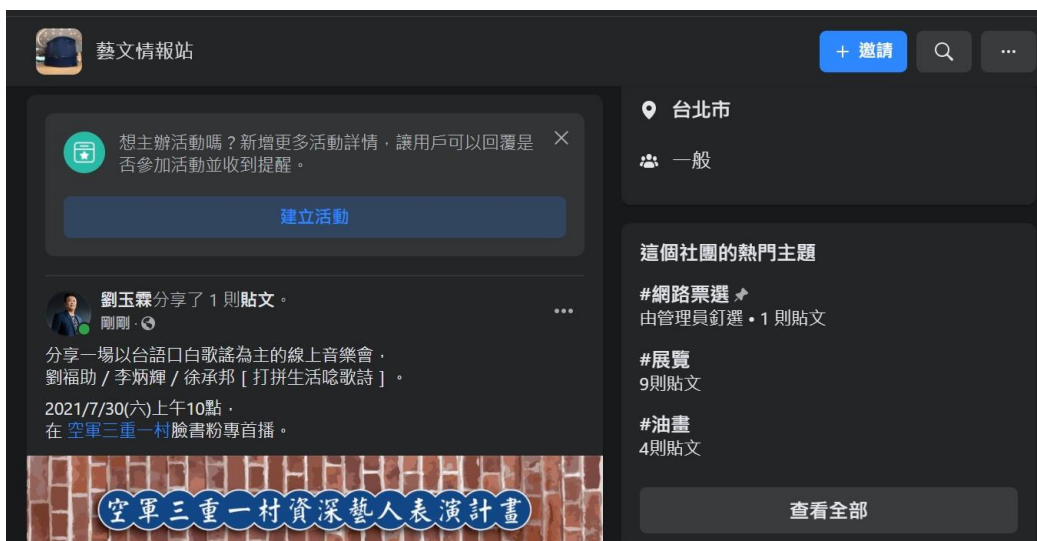 藝文情報站
+ 邀請
想主辦活動嗎？新增更多活動詳情，讓用戶可以回覆是
否參加活動並收到提醒。
建立活動
劉玉霖分享了 1 則貼文。
剛剛 ·
分享一場以台語口白歌謠為主的線上音樂會，
劉福助 / 李炳輝 / 徐承邦 [ 打拼生活唸歌詩 ] 。
2021/7/30(六)上午10點，
在 空軍三重一村臉書粉專首播。
空軍三重一村資深藝人表演計畫
台北市
一般
這個社團的熱門主題
#網路票選
由管理員釘選 • 1 則貼文
#展覽
9則貼文
#油畫
4則貼文
查看全部